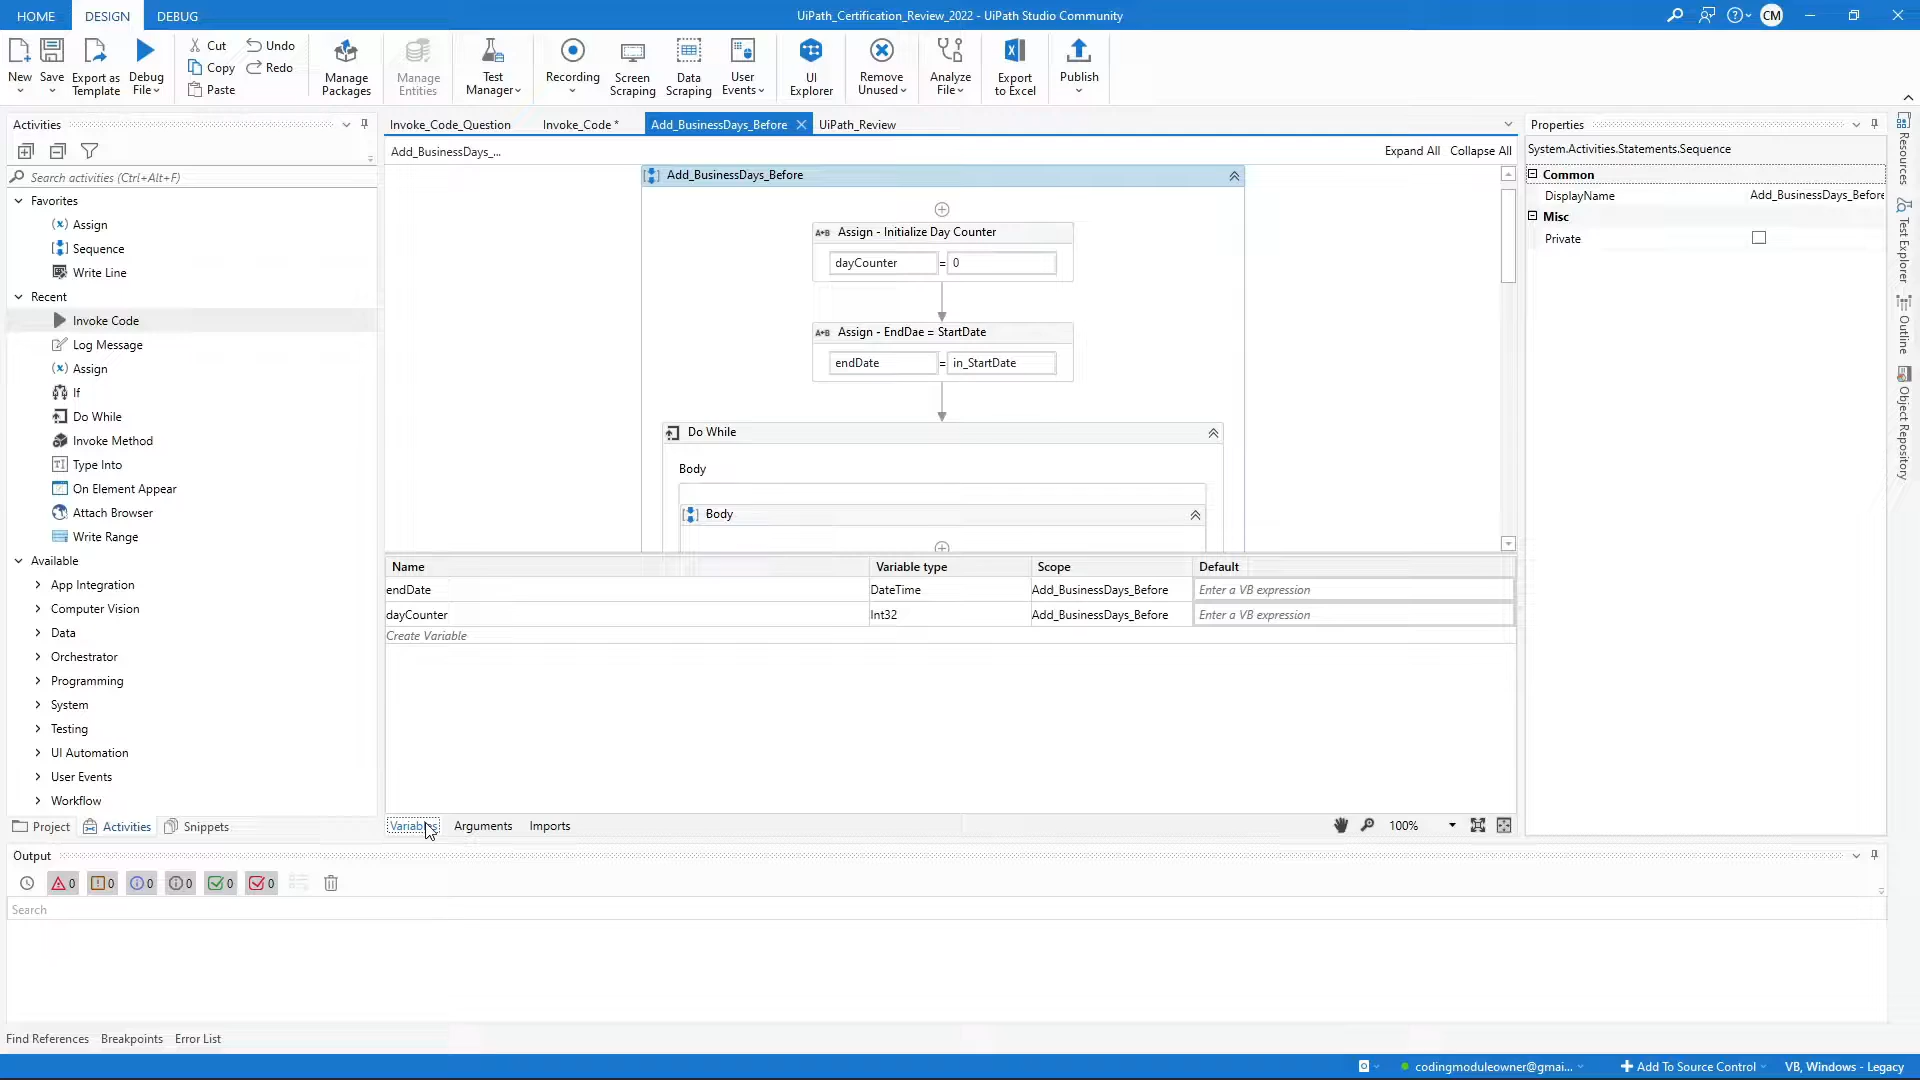 HOME DESIGN DEBUG
UiPath_Certification_Review_2022 - UiPath Studio Community
CM
New
Save
Export as Template
Debug File
Cut
Copy
Paste
Undo
Redo
Manage Packages
Manage Entities
Test Manager
Recording
Screen Scraping
Data Scraping
User Events
UI Explorer
Remove Unused
Analyze File
Export to Excel
Publish
Activities
Search activities (Ctrl+Alt+F)
Favorites
Assign
Sequence
Write Line
Recent
Invoke Code
Log Message
Assign
If
Do While
Invoke Method
Type Into
On Element Appear
Attach Browser
Write Range
Available
App Integration
Computer Vision
Data
Orchestrator
Programming
System
Testing
UI Automation
User Events
Workflow
Project Activities Snippets
Invoke_Code_Question Invoke_Code * Add_BusinessDays_Before UiPath_Review
Add_BusinessDays_...
Expand All Collapse All
Add_BusinessDays_Before
A+B Assign - Initialize Day Counter
dayCounter = 0
A+B Assign - EndDae = StartDate
endDate = in_StartDate
Do While
Body
Body
Name Variable type Scope Default
endDate DateTime Add_BusinessDays_Before Enter a VB expression
dayCounter Int32 Add_BusinessDays_Before Enter a VB expression
Create Variable
Variables Arguments Imports
100%
Properties
System.Activities.Statements.Sequence
Common
DisplayName Add_BusinessDays_Before
Misc
Private
Resources
Test Explorer
Outline
Object Repository
Output
0 0 0 0 0 0
Search
Find References Breakpoints Error List
codingmoduleowner@gmai... Add To Source Control VB, Windows - Legacy